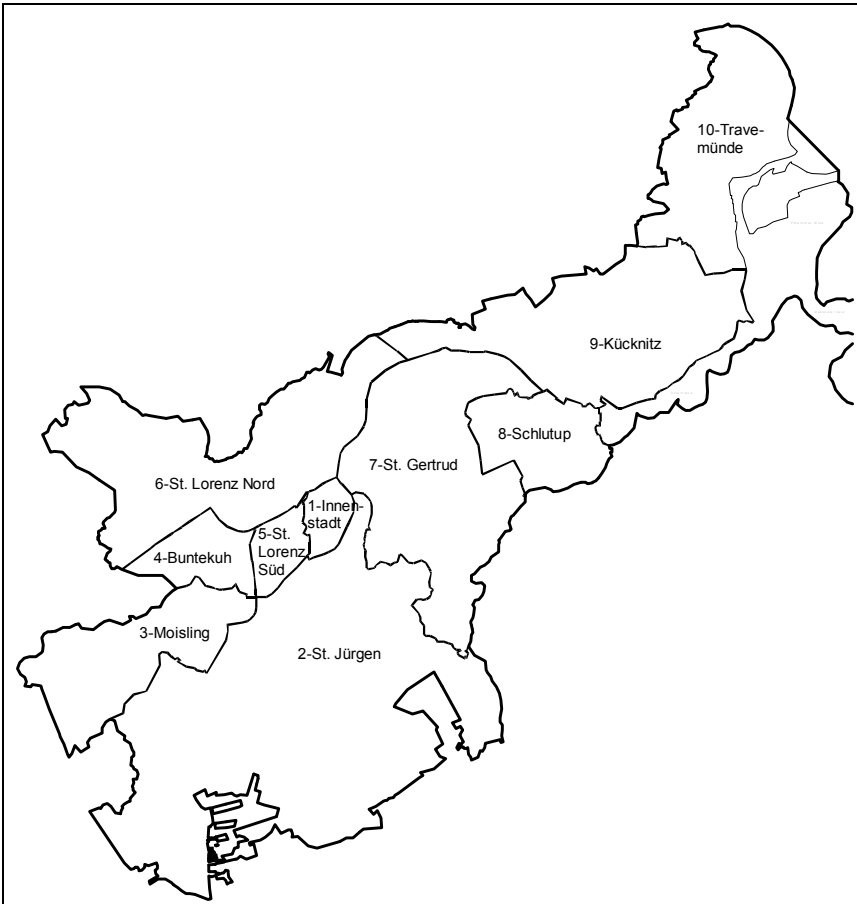 10-Trave-
münde
9-Kücknitz
8-Schlutup
7-St. Gertrud
6-St. Lorenz Nord
1-Innen-
stadt
5-St.
Lorenz
Süd
4-Buntekuh
3-Moisling
2-St. Jürgen